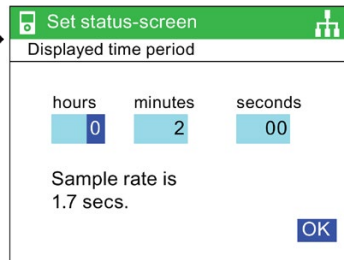 Set status-screen
Displayed time period
hours minutes seconds
0 2 00
Sample rate is
1.7 secs.
OK